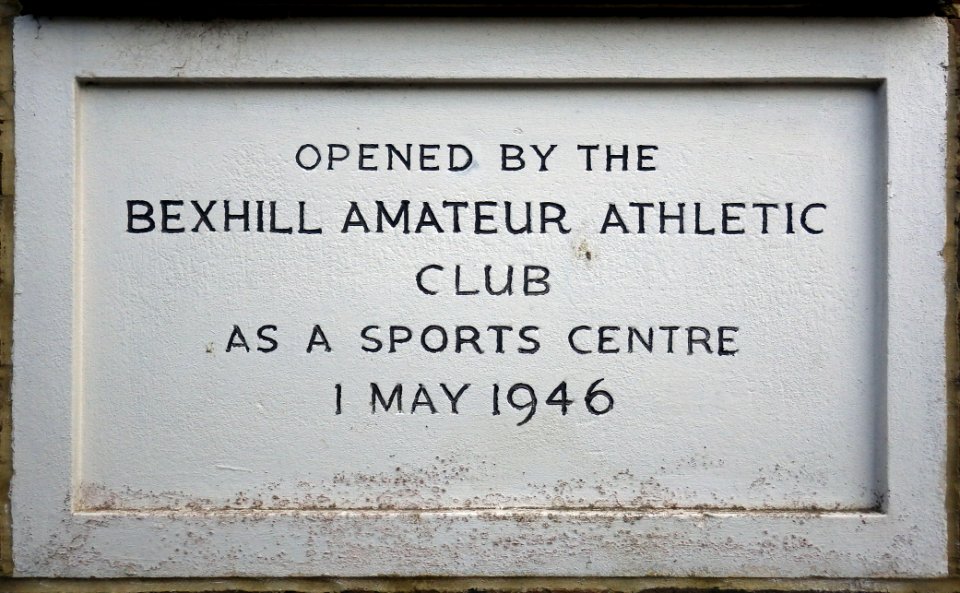 OPENED BY THE
BEXHILL AMATEUR ATHLETIC
CLUB
AS A SPORTS CENTRE
1 MAY 1946